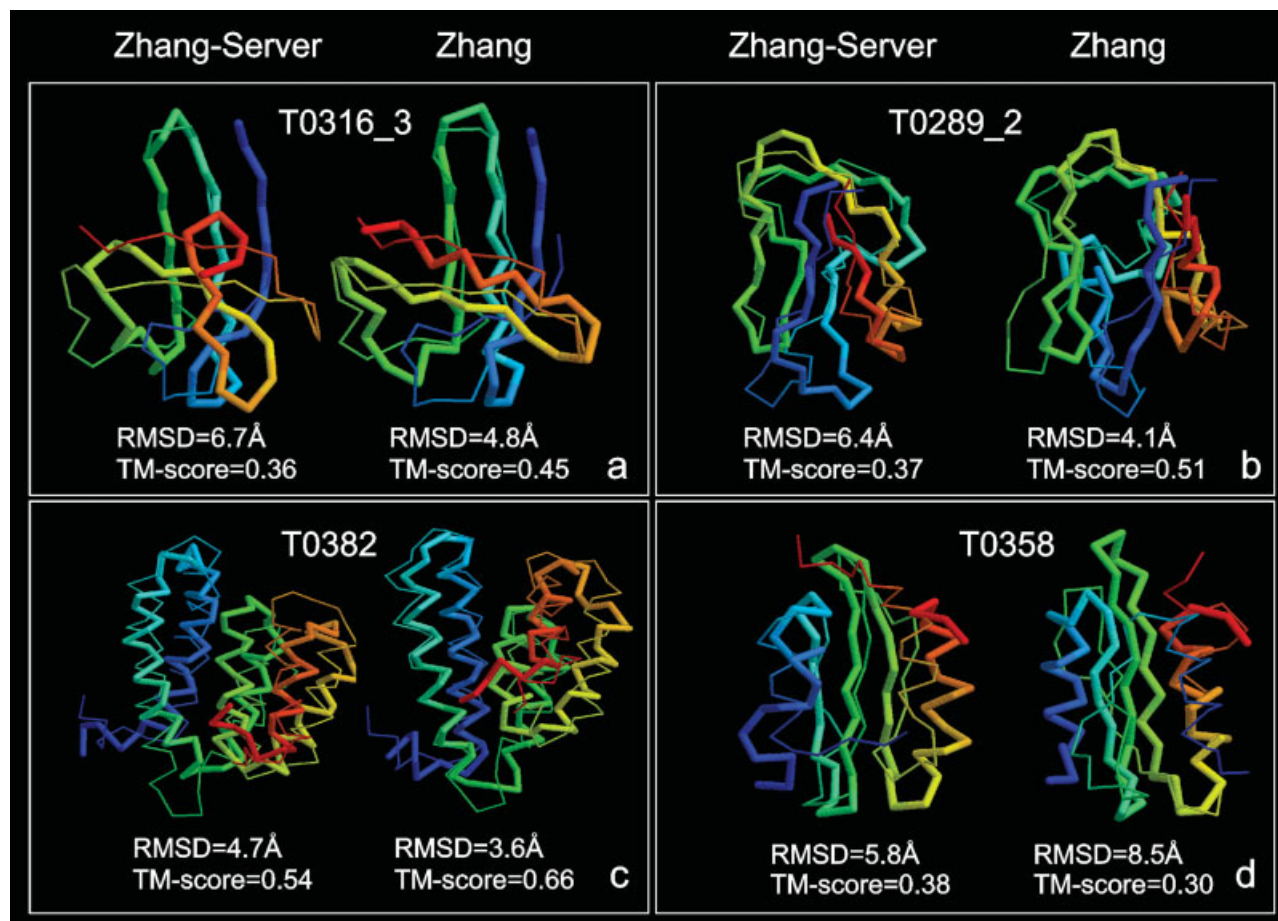 Zhang-Server Zhang Zhang-Server Zhang
T0316_3
RMSD=6.7Å RMSD=4.8Å
TM-score=0.36 TM-score=0.45 a
T0289_2
RMSD=6.4Å RMSD=4.1Å
TM-score=0.37 TM-score=0.51 b
T0382
RMSD=4.7Å RMSD=3.6Å
TM-score=0.54 TM-score=0.66 c
T0358
RMSD=5.8Å RMSD=8.5Å
TM-score=0.38 TM-score=0.30 d